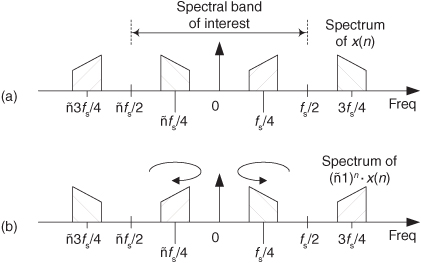 Spectral band
of interest
Spectrum
of x(n)
(a)
ñ3fs/4
ñfs/2
ñfs/4
0
fs/4
fs/2
3fs/4
Freq
Spectrum of
(ñ1)ⁿ · x(n)
(b)
ñ3fs/4
ñfs/2
ñfs/4
0
fs/4
fs/2
3fs/4
Freq